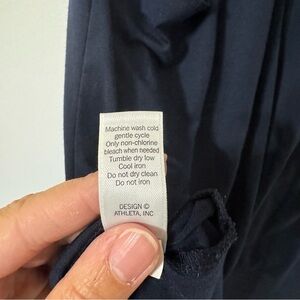 Machine wash cold
gentle cycle
Only non-chlorine
bleach when needed
Tumble dry low
Cool iron
Do not dry clean
Do not iron
DESIGN ©
ATHLETA, INC